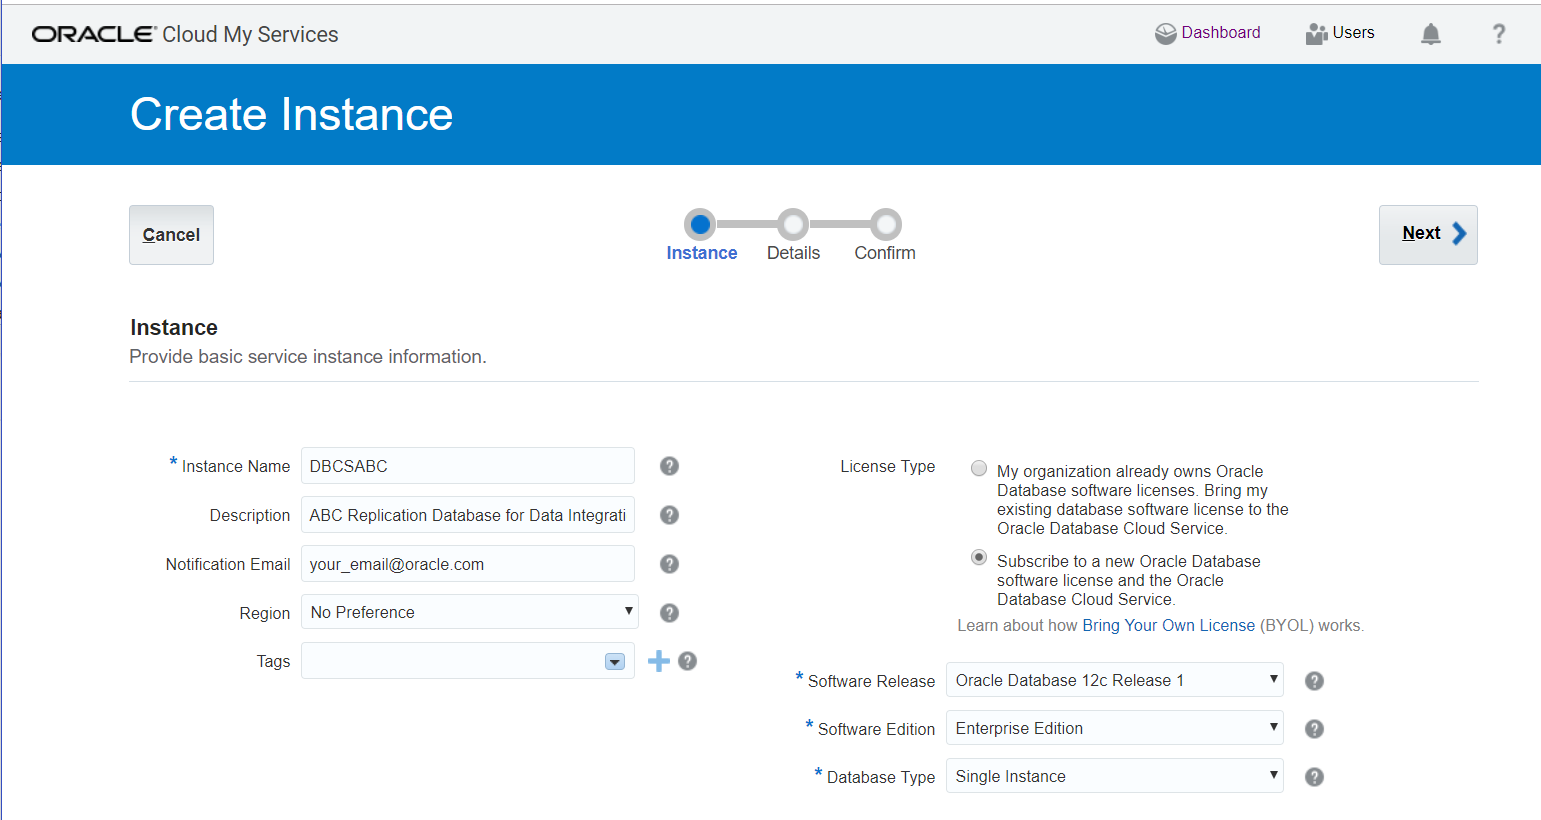 ORACLE® Cloud My Services
Dashboard
Users
?
Create Instance
Cancel
Instance
Details
Confirm
Next
Instance
Provide basic service instance information.
* Instance Name
DBCSABC
?
Description
ABC Replication Database for Data Integrati
?
Notification Email
your_email@oracle.com
?
Region
No Preference
?
Tags
?
License Type
My organization already owns Oracle
Database software licenses. Bring my
existing database software license to the
Oracle Database Cloud Service.
Subscribe to a new Oracle Database
software license and the Oracle
Database Cloud Service.
Learn about how Bring Your Own License (BYOL) works.
* Software Release
Oracle Database 12c Release 1
?
* Software Edition
Enterprise Edition
?
* Database Type
Single Instance
?